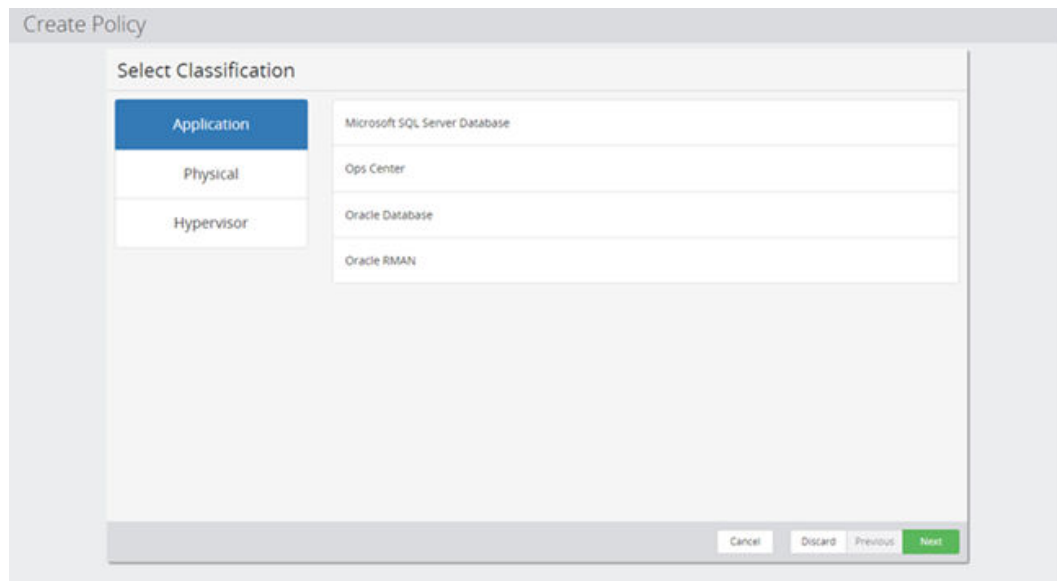 Create Policy
Select Classification
Application
Physical
Hypervisor
Microsoft SQL Server Database
Ops Center
Oracle Database
Oracle RMAN
Cancel Discard Previous Next